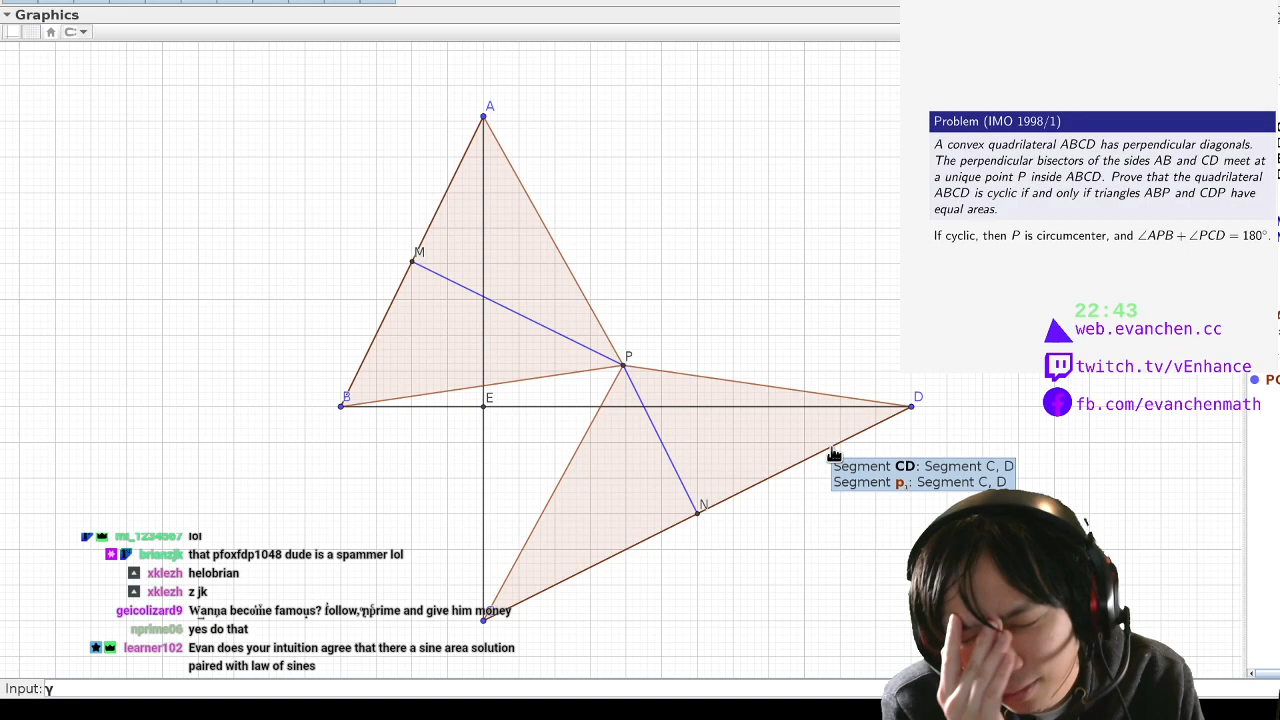 Graphics
Problem (IMO 1998/1)
A convex quadrilateral ABCD has perpendicular diagonals.
The perpendicular bisectors of the sides AB and CD meet at
a unique point P inside ABCD. Prove that the quadrilateral
ABCD is cyclic if and only if triangles ABP and CDP have
equal areas.
If cyclic, then P is circumcenter, and ∠APB + ∠PCD = 180°.
22:43
web.evanchen.cc
twitch.tv/vEnhance
fb.com/evanchenmath
PC
A
M
P
B
E
D
Segment CD: Segment C, D
Segment p₁: Segment C, D
N
mi_1234567 lol
brianzjk that pfoxfdp1048 dude is a spammer lol
xklezh helobrian
xklezh z jk
geicolizard9 Wanna become famous? follow, nprime and give him money
nprime06 yes do that
learner102 Evan does your intuition agree that there a sine area solution
paired with law of sines
Input: γ